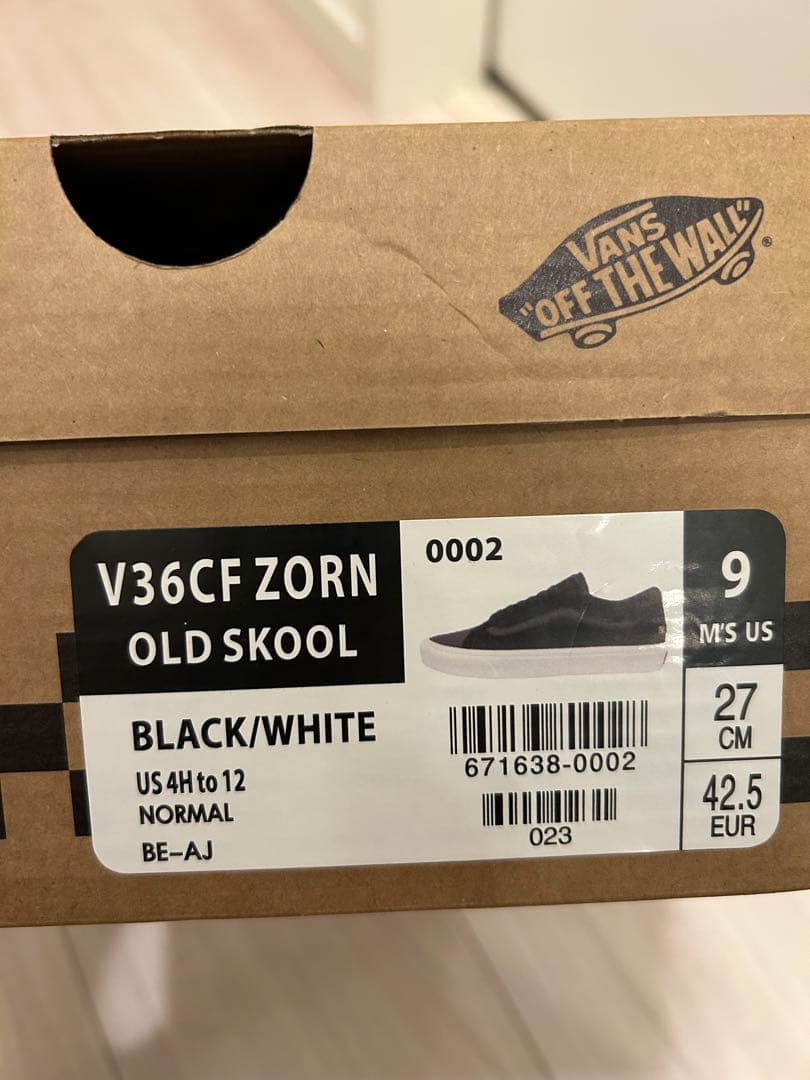 VANS
"OFF THE WALL"
®
V36CF ZORN
OLD SKOOL
0002
9
M'S US
BLACK/WHITE
US 4H to 12
NORMAL
BE-AJ
671638-0002
023
27
CM
42.5
EUR